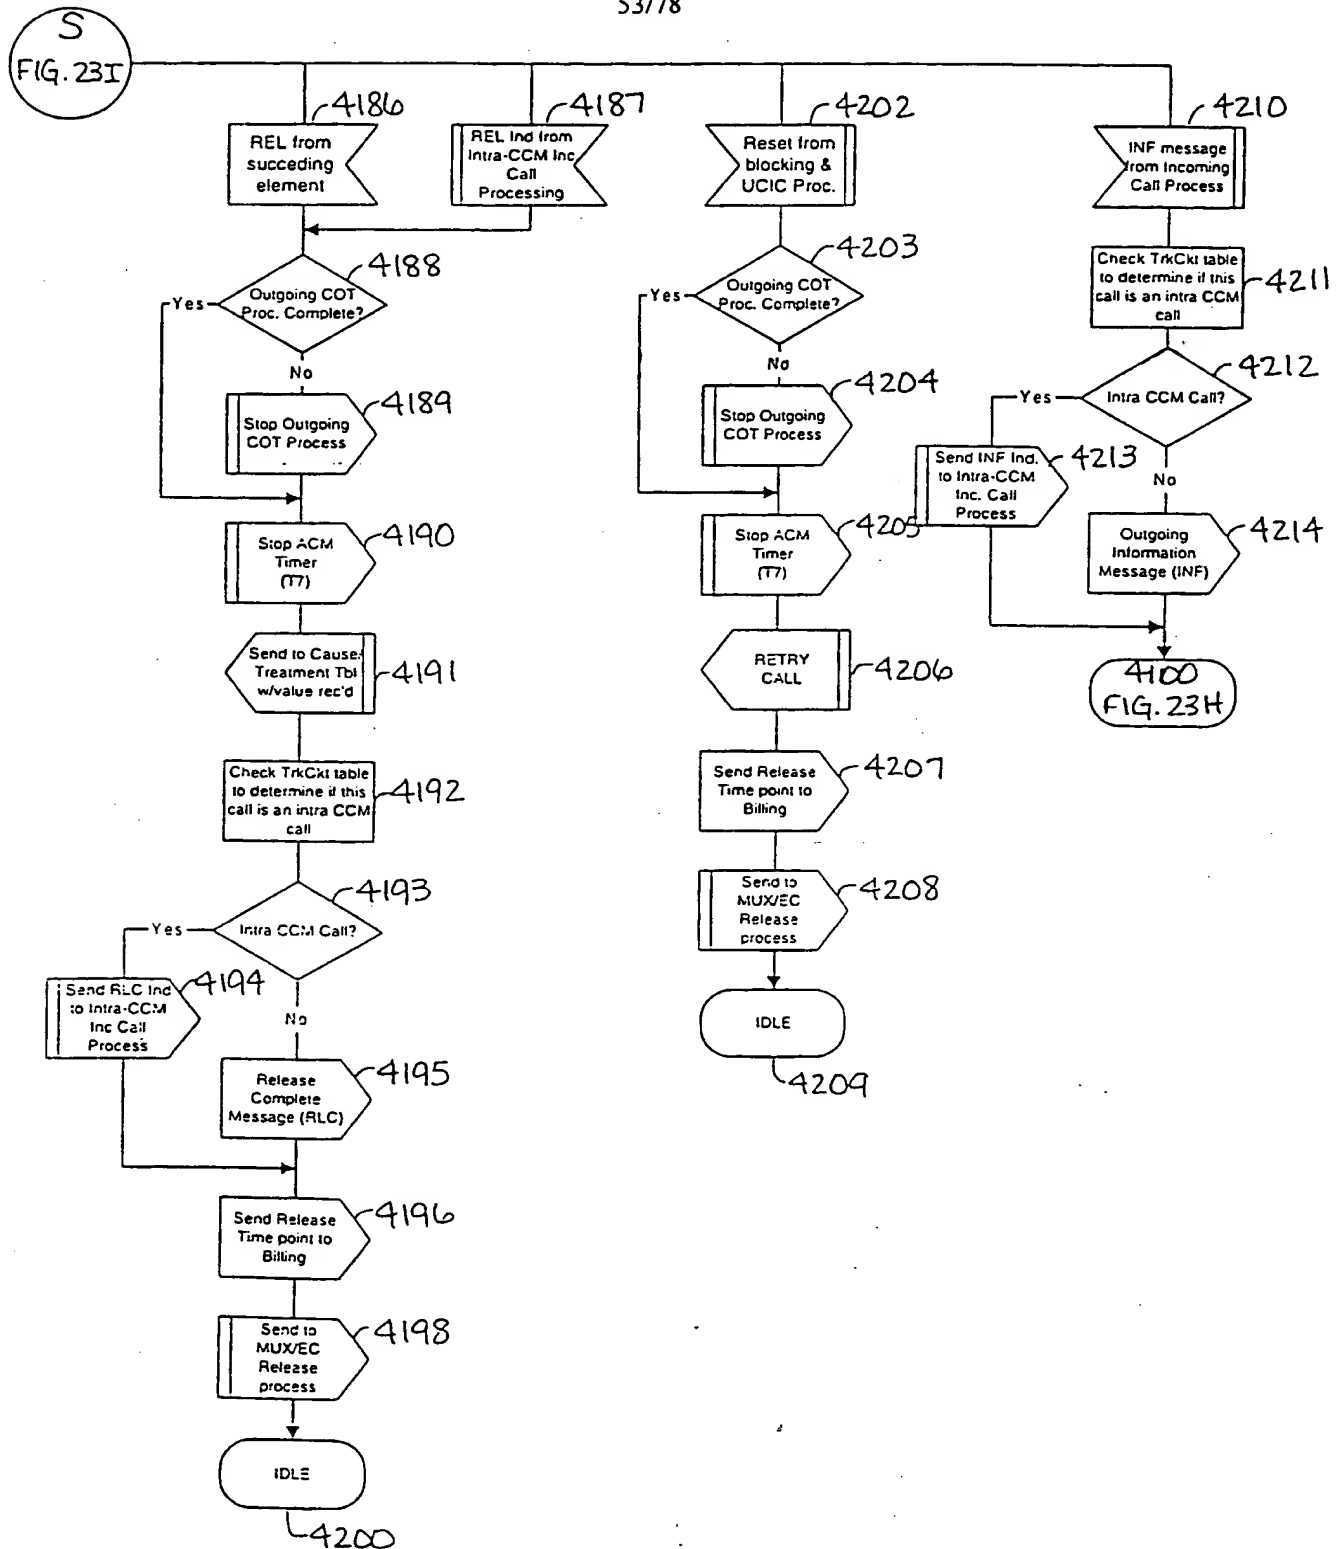 53/78
S
FIG. 23I
4186
REL from
succeding
element
4187
REL Ind from
Intra-CCM Inc
Call
Processing
4202
Reset from
blocking &
UCIC Proc.
4210
INF message
from Incoming
Call Process
4188
Outgoing COT
Proc. Complete?
Yes
No
4189
Stop Outgoing
COT Process
4190
Stop ACM
Timer
(T7)
4191
Send to Cause/
Treatment Tbl
w/value rec'd
4192
Check TrkCkt table
to determine if this
call is an intra CCM
call
4193
Intra CCM Call?
Yes
No
4194
Send RLC Ind
to Intra-CCM
Inc Call
Process
4195
Release
Complete
Message (RLC)
4196
Send Release
Time point to
Billing
4198
Send to
MUX/EC
Release
process
IDLE
4200
4203
Outgoing COT
Proc. Complete?
Yes
No
4204
Stop Outgoing
COT Process
4205
Stop ACM
Timer
(T7)
4206
RETRY
CALL
4207
Send Release
Time point to
Billing
4208
Send to
MUX/EC
Release
process
IDLE
4209
4211
Check TrkCkt table
to determine if this
call is an intra CCM
call
4212
Intra CCM Call?
Yes
No
4213
Send INF Ind.
to Intra-CCM
Inc. Call
Process
4214
Outgoing
Information
Message (INF)
4100
FIG. 23H